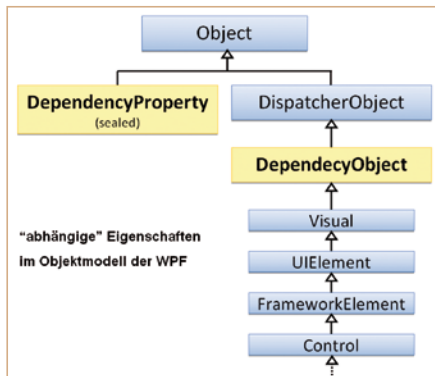 Object
DependencyProperty
(sealed)
DispatcherObject
DependecyObject
Visual
"abhängige" Eigenschaften
im Objektmodell der WPF
UIElement
FrameworkElement
Control